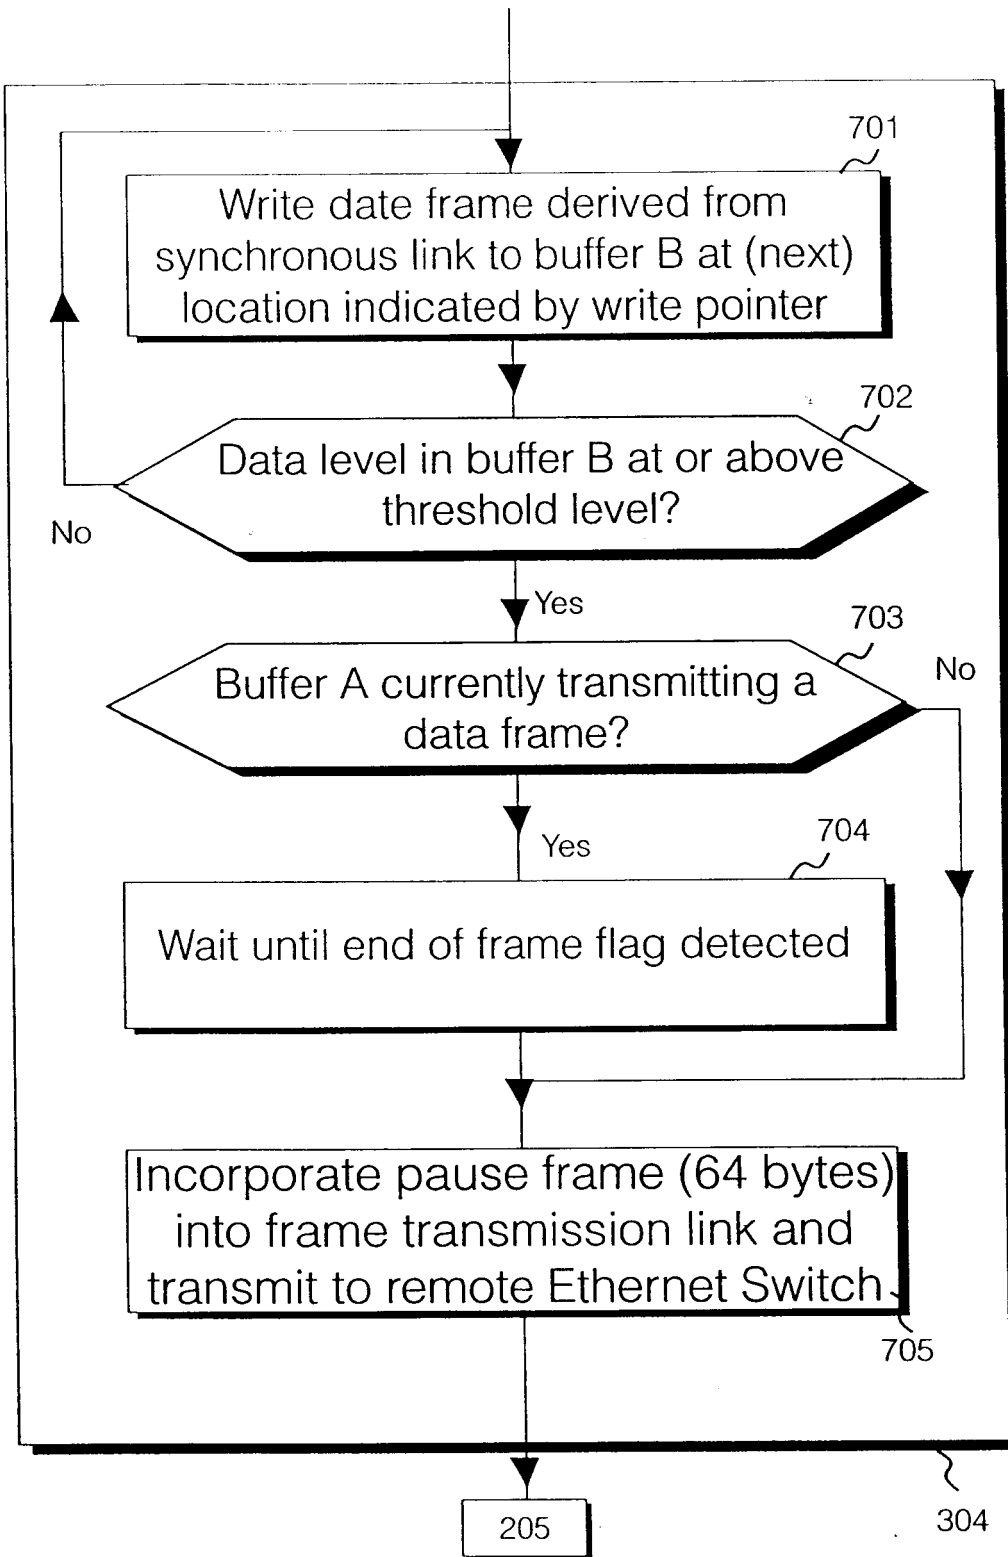 701
Write date frame derived from
synchronous link to buffer B at (next)
location indicated by write pointer
702
Data level in buffer B at or above
threshold level?
No
Yes
703
Buffer A currently transmitting a
data frame?
No
Yes
704
Wait until end of frame flag detected
Incorporate pause frame (64 bytes)
into frame transmission link and
transmit to remote Ethernet Switch
705
304
205